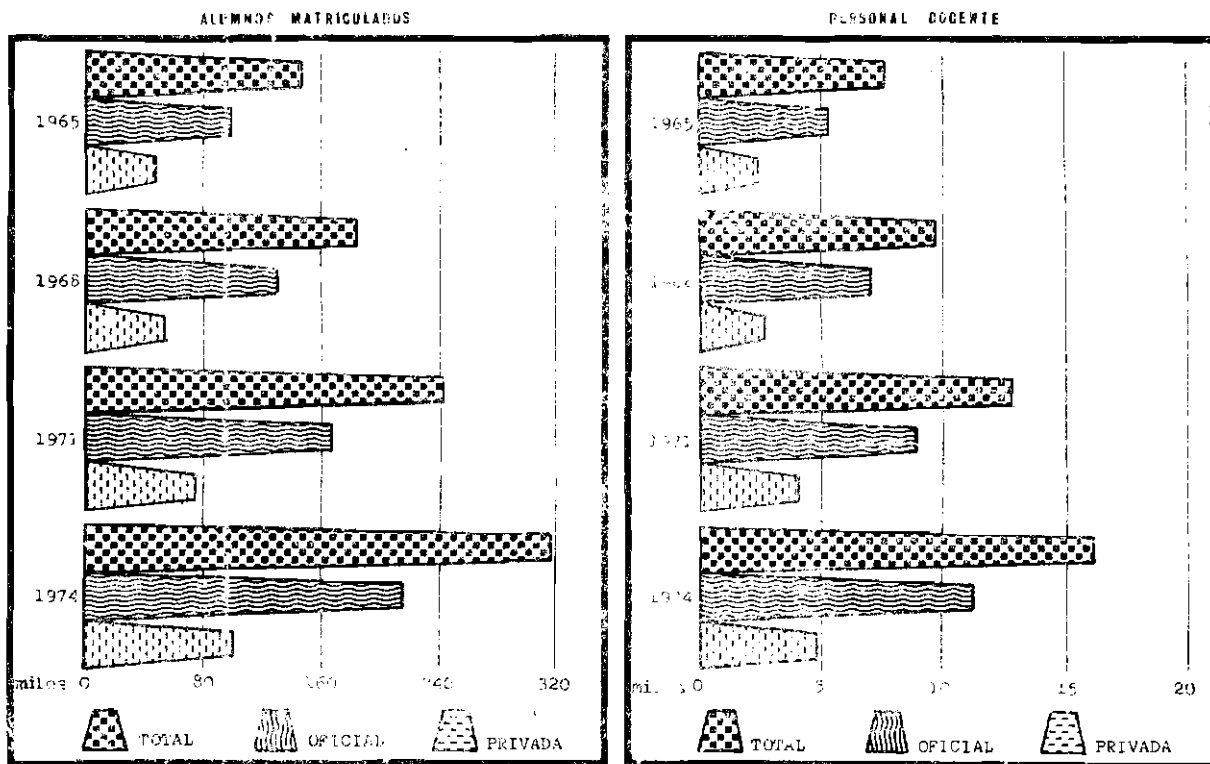 ALUMNOS MATRICULADOS
1965
1968
1971
1974
miles 0 80 160 240 320
TOTAL OFICIAL PRIVADA
PERSONAL DOCENTE
1965
1971
1974
0 5 10 15 20
TOTAL OFICIAL PRIVADA